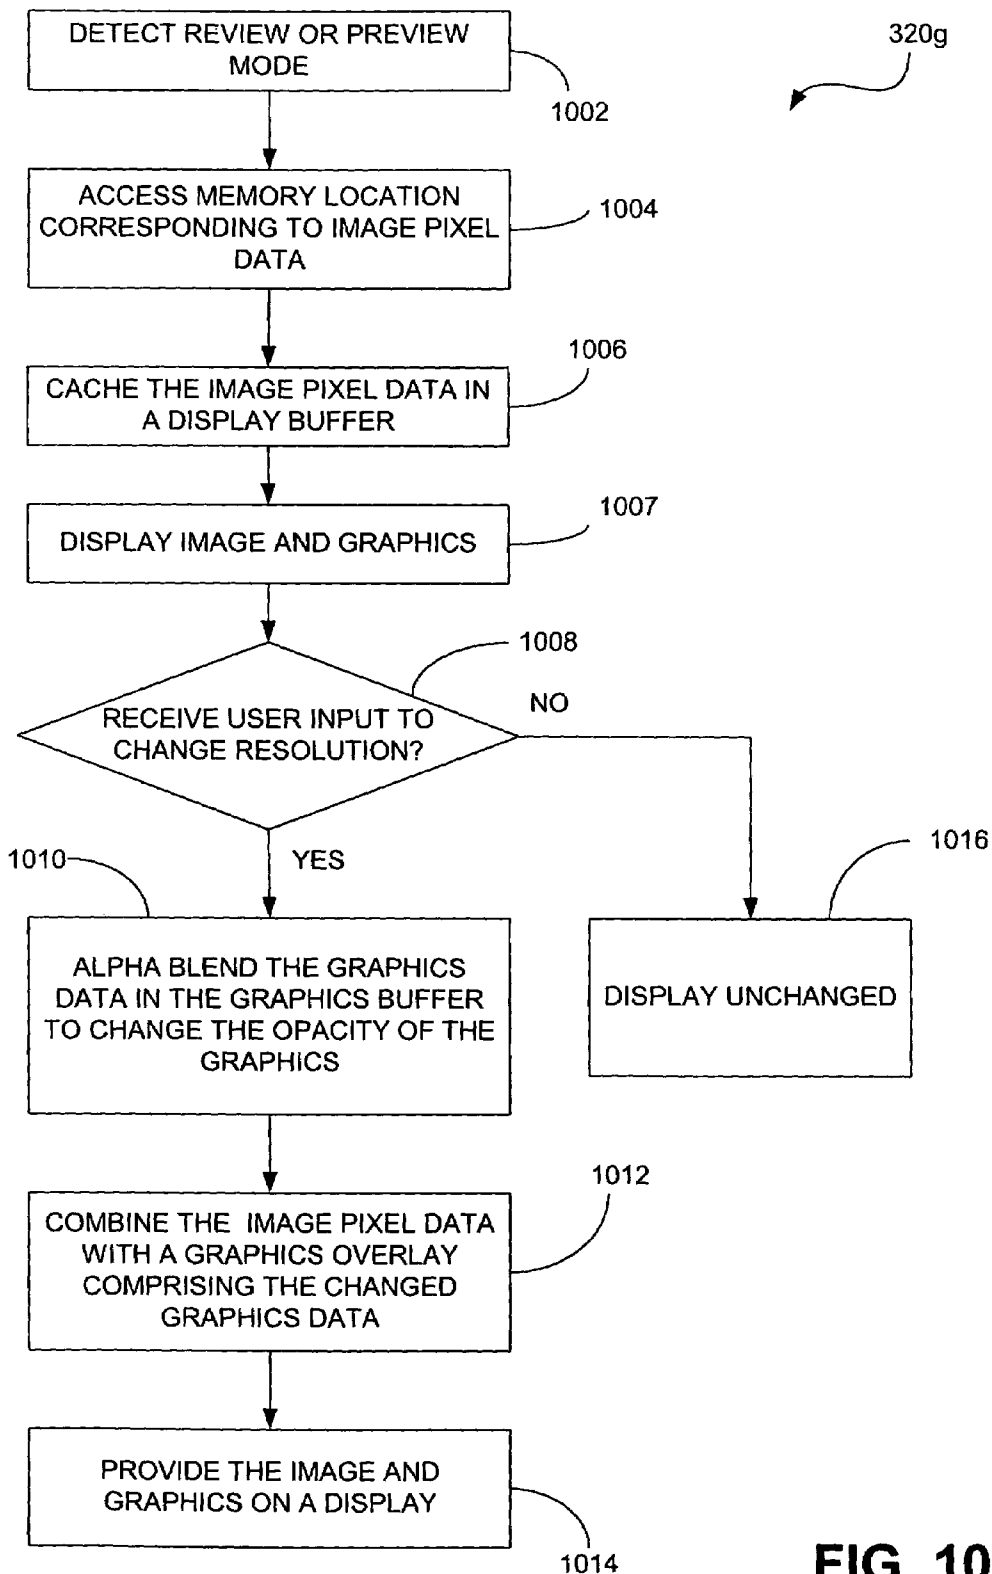 DETECT REVIEW OR PREVIEW
MODE
320g
1002
ACCESS MEMORY LOCATION
CORRESPONDING TO IMAGE PIXEL
DATA
1004
1006
CACHE THE IMAGE PIXEL DATA IN
A DISPLAY BUFFER
1007
DISPLAY IMAGE AND GRAPHICS
1008
NO
RECEIVE USER INPUT TO
CHANGE RESOLUTION?
YES
1010
1016
ALPHA BLEND THE GRAPHICS
DATA IN THE GRAPHICS BUFFER
TO CHANGE THE OPACITY OF THE
GRAPHICS
DISPLAY UNCHANGED
1012
COMBINE THE IMAGE PIXEL DATA
WITH A GRAPHICS OVERLAY
COMPRISING THE CHANGED
GRAPHICS DATA
PROVIDE THE IMAGE AND
GRAPHICS ON A DISPLAY
1014
FIG. 10